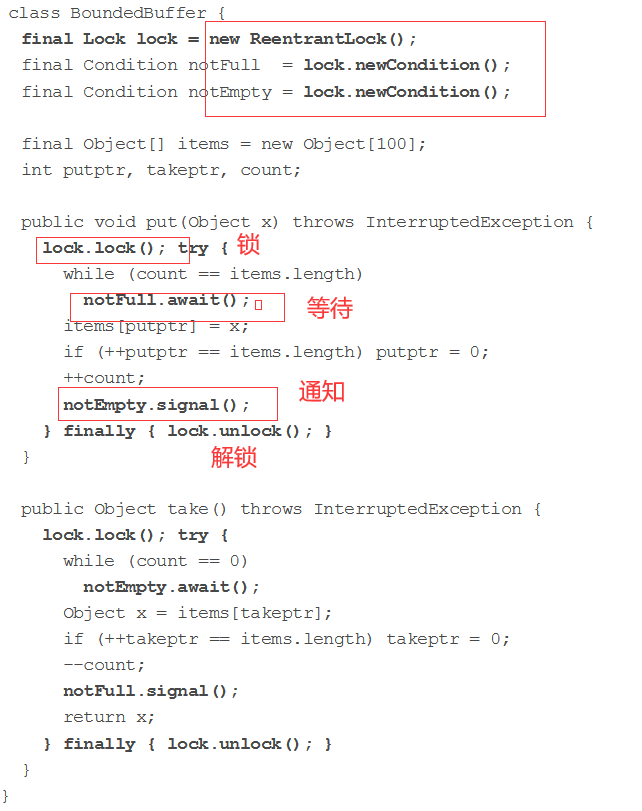 class BoundedBuffer {
final Lock lock = new ReentrantLock();
final Condition notFull  = lock.newCondition();
final Condition notEmpty = lock.newCondition();
final Object[] items = new Object[100];
int putptr, takeptr, count;
public void put(Object x) throws InterruptedException {
lock.lock(); try { 锁
while (count == items.length)
notFull.await(); 等待
items[putptr] = x;
if (++putptr == items.length) putptr = 0;
++count;
notEmpty.signal(); 通知
} finally { lock.unlock(); }
解锁
}
public Object take() throws InterruptedException {
lock.lock(); try {
while (count == 0)
notEmpty.await();
Object x = items[takeptr];
if (++takeptr == items.length) takeptr = 0;
--count;
notFull.signal();
return x;
} finally { lock.unlock(); }
}
}